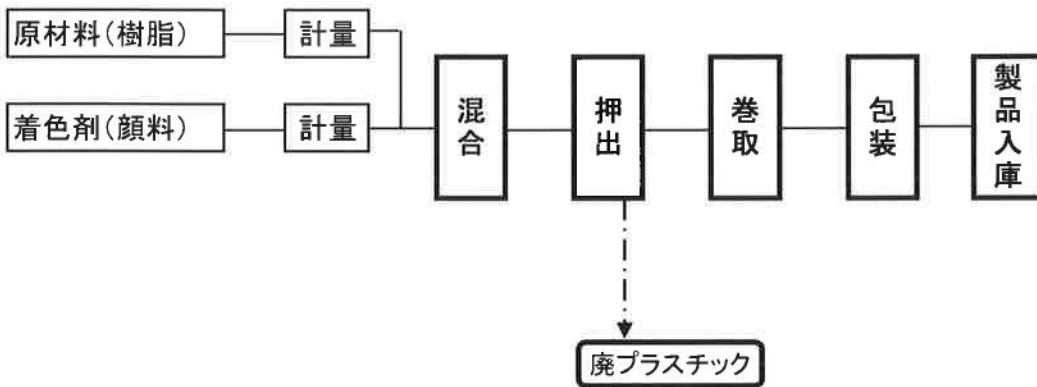 原材料(樹脂)
計量
着色剤(顔料)
計量
混合
押出
巻取
包装
製品入庫
廃プラスチック